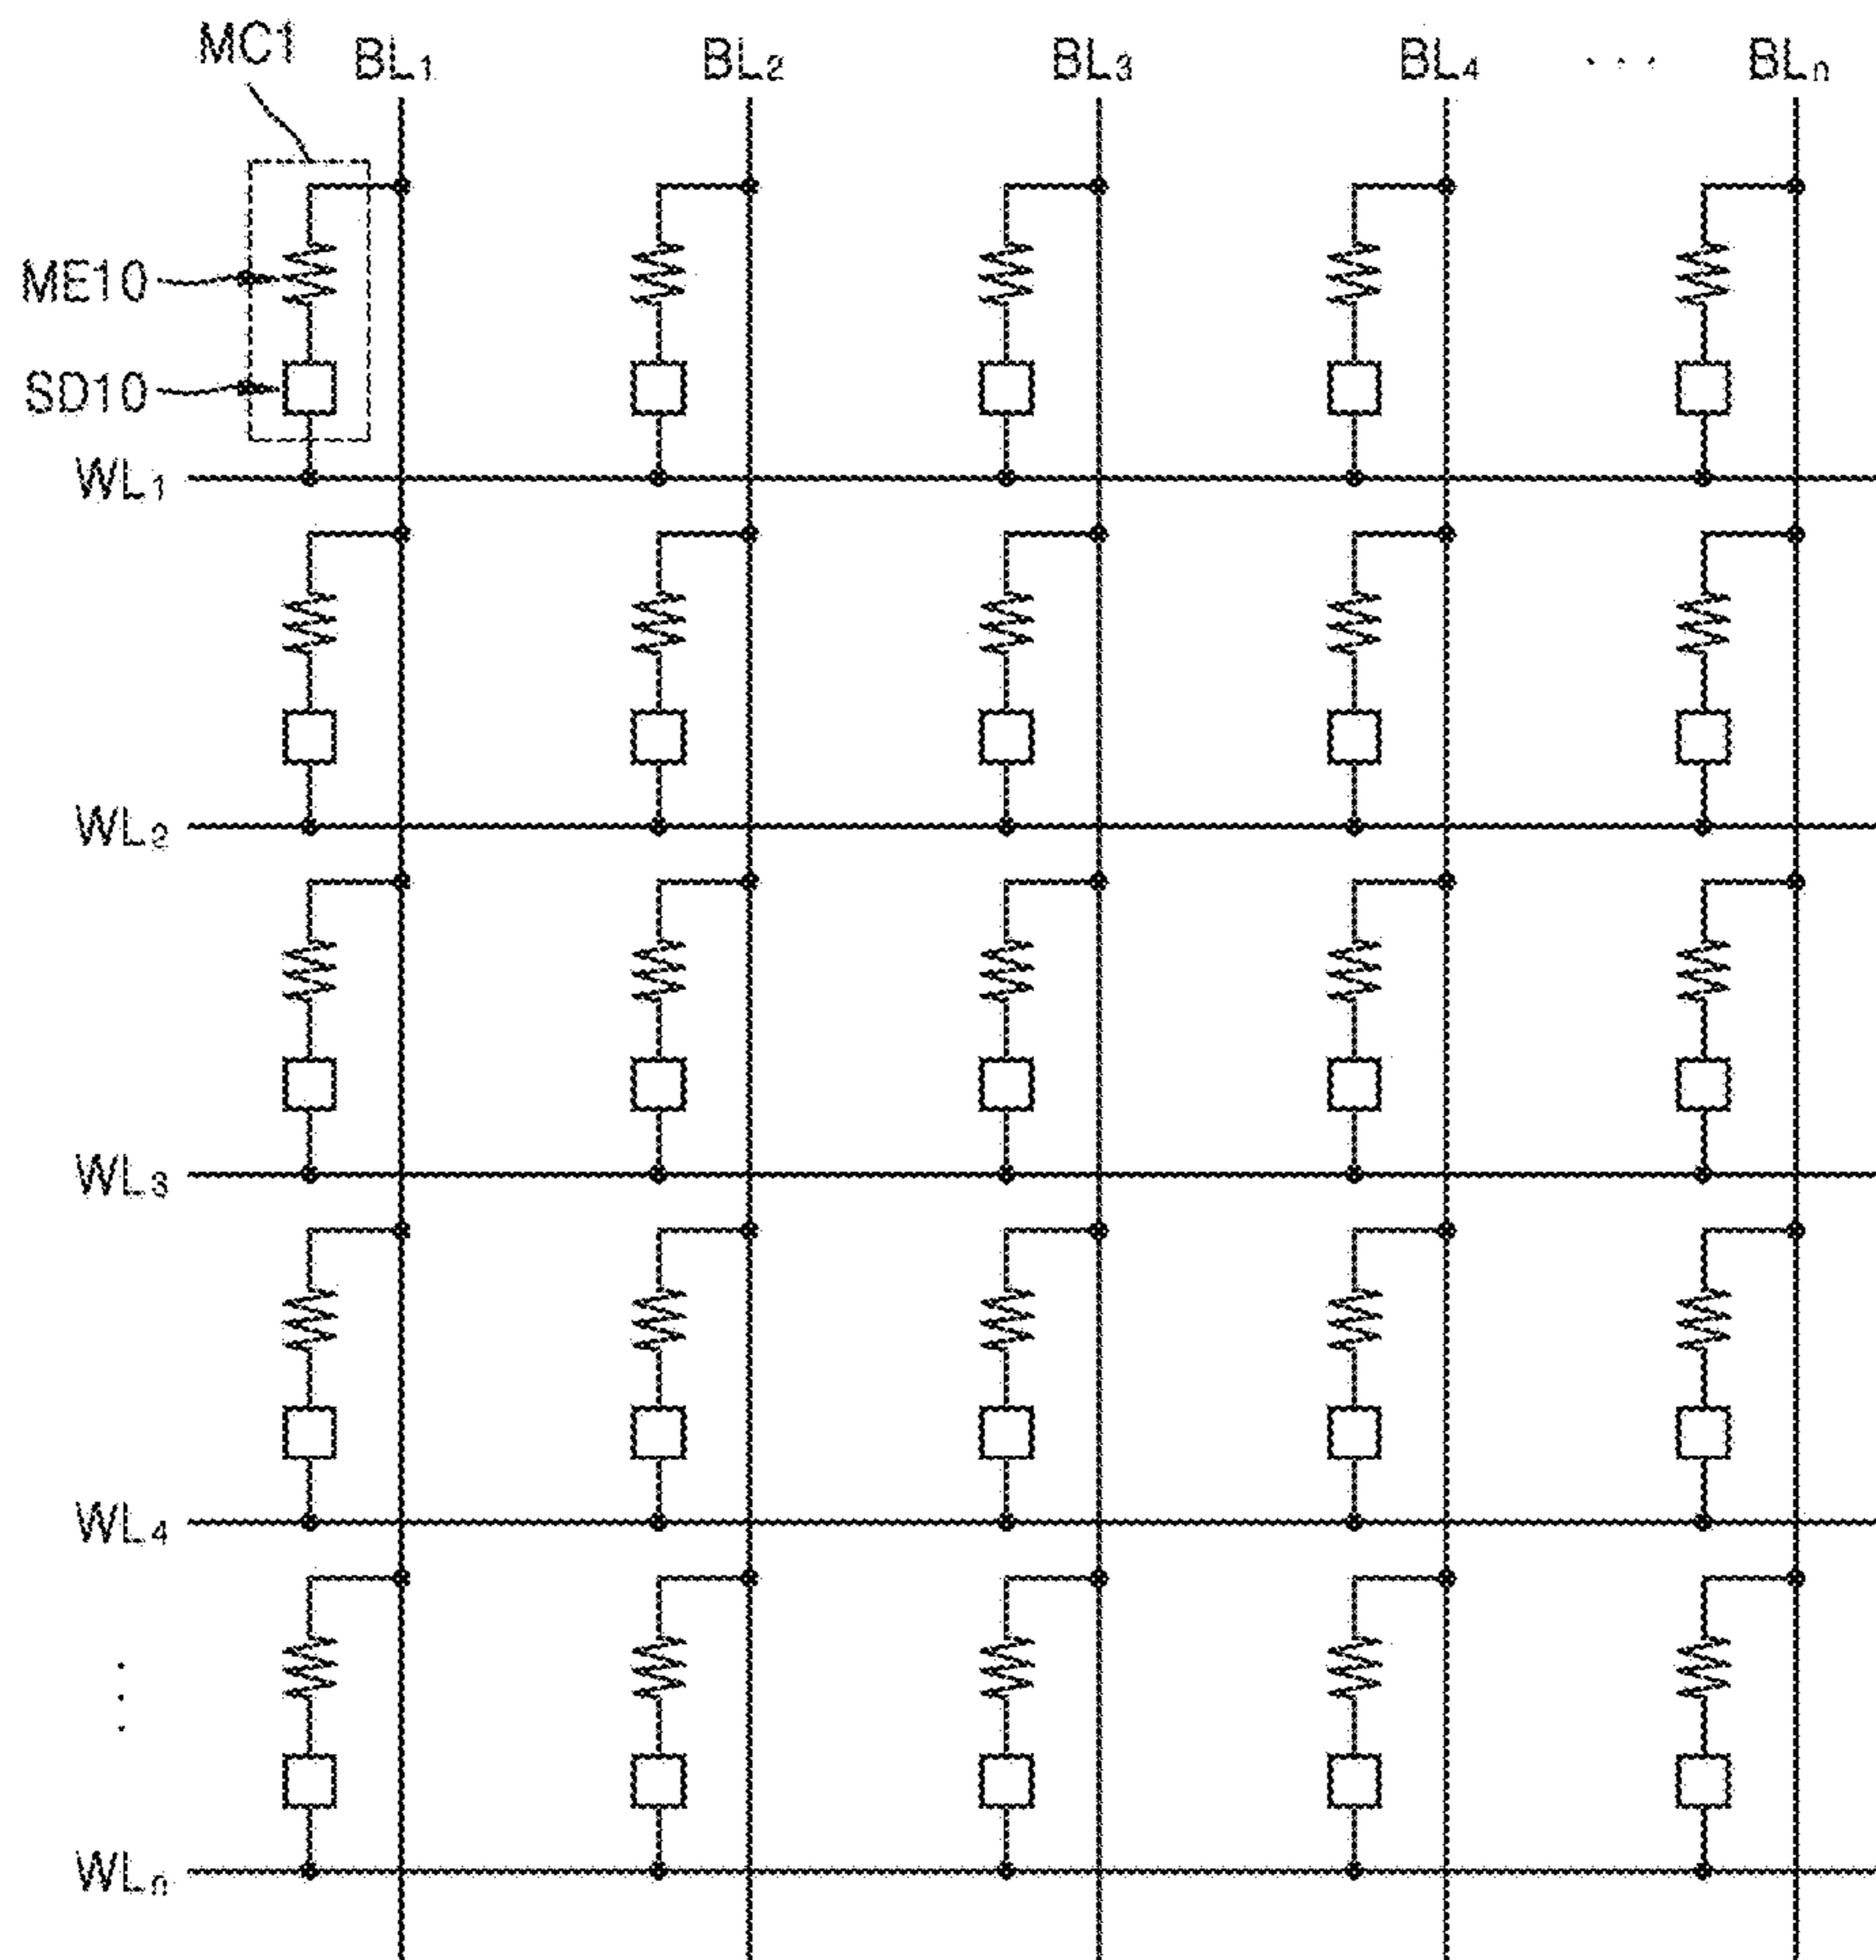 MC1 BL₁ BL₂ BL₃ BL₄ ··· BLₙ
ME10
SD10
WL₁
WL₂
WL₃
WL₄
⋮
WLₙ